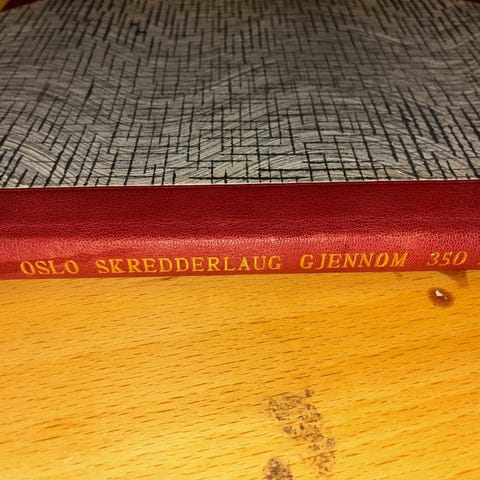 OSLO SKREDDERLAUG GJENNOM 350